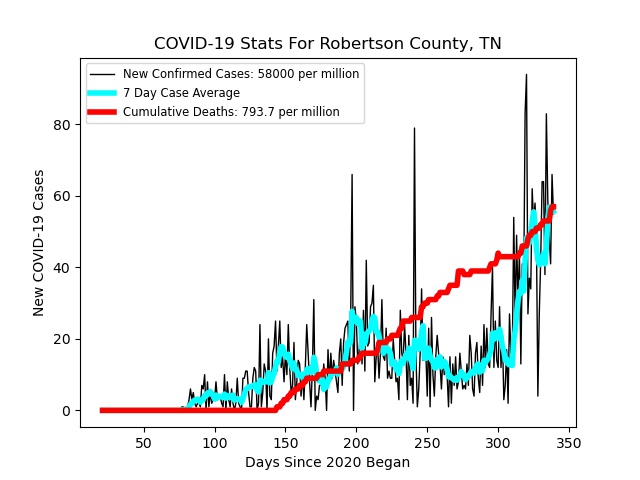 COVID-19 Stats For Robertson County, TN
New Confirmed Cases: 58000 per million
7 Day Case Average
Cumulative Deaths: 793.7 per million
New COVID-19 Cases
80
60
40
20
0
50 100 150 200 250 300 350
Days Since 2020 Began